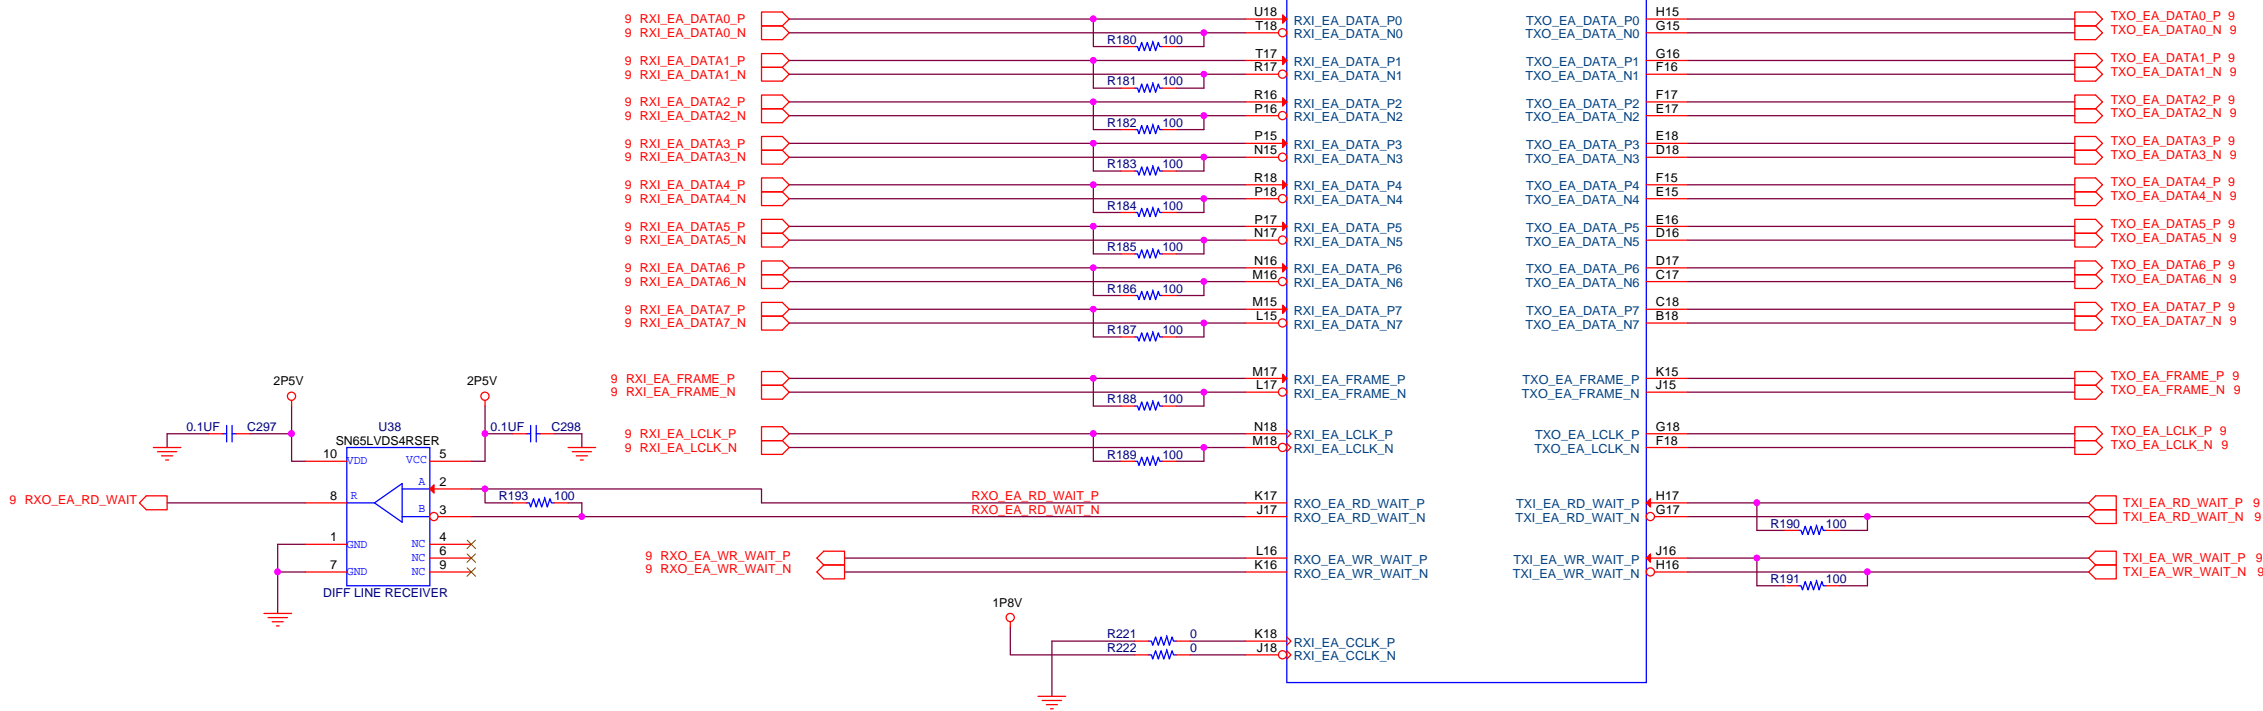 9 RXI_EA_DATA0_P U18 RXI_EA_DATA_P0 TXO_EA_DATA_P0 H15 TXO_EA_DATA0_P 9
9 RXI_EA_DATA0_N T18 RXI_EA_DATA_N0 TXO_EA_DATA_N0 G15 TXO_EA_DATA0_N 9
R180 100
9 RXI_EA_DATA1_P T17 RXI_EA_DATA_P1 TXO_EA_DATA_P1 G16 TXO_EA_DATA1_P 9
9 RXI_EA_DATA1_N R17 RXI_EA_DATA_N1 TXO_EA_DATA_N1 F16 TXO_EA_DATA1_N 9
R181 100
9 RXI_EA_DATA2_P R16 RXI_EA_DATA_P2 TXO_EA_DATA_P2 F17 TXO_EA_DATA2_P 9
9 RXI_EA_DATA2_N P16 RXI_EA_DATA_N2 TXO_EA_DATA_N2 E17 TXO_EA_DATA2_N 9
R182 100
9 RXI_EA_DATA3_P P15 RXI_EA_DATA_P3 TXO_EA_DATA_P3 E18 TXO_EA_DATA3_P 9
9 RXI_EA_DATA3_N N15 RXI_EA_DATA_N3 TXO_EA_DATA_N3 D18 TXO_EA_DATA3_N 9
R183 100
9 RXI_EA_DATA4_P R18 RXI_EA_DATA_P4 TXO_EA_DATA_P4 F15 TXO_EA_DATA4_P 9
9 RXI_EA_DATA4_N P18 RXI_EA_DATA_N4 TXO_EA_DATA_N4 E15 TXO_EA_DATA4_N 9
R184 100
9 RXI_EA_DATA5_P P17 RXI_EA_DATA_P5 TXO_EA_DATA_P5 E16 TXO_EA_DATA5_P 9
9 RXI_EA_DATA5_N N17 RXI_EA_DATA_N5 TXO_EA_DATA_N5 D16 TXO_EA_DATA5_N 9
R185 100
9 RXI_EA_DATA6_P N16 RXI_EA_DATA_P6 TXO_EA_DATA_P6 D17 TXO_EA_DATA6_P 9
9 RXI_EA_DATA6_N M16 RXI_EA_DATA_N6 TXO_EA_DATA_N6 C17 TXO_EA_DATA6_N 9
R186 100
9 RXI_EA_DATA7_P M15 RXI_EA_DATA_P7 TXO_EA_DATA_P7 C18 TXO_EA_DATA7_P 9
9 RXI_EA_DATA7_N L15 RXI_EA_DATA_N7 TXO_EA_DATA_N7 B18 TXO_EA_DATA7_N 9
R187 100
2P5V 2P5V 9 RXI_EA_FRAME_P M17 RXI_EA_FRAME_P TXO_EA_FRAME_P K15 TXO_EA_FRAME_P 9
9 RXI_EA_FRAME_N L17 RXI_EA_FRAME_N TXO_EA_FRAME_N J15 TXO_EA_FRAME_N 9
R188 100
0.1UF C297 U38 0.1UF C298 9 RXI_EA_LCLK_P N18 RXI_EA_LCLK_P TXO_EA_LCLK_P G18 TXO_EA_LCLK_P 9
SN65LVDS4RSER 9 RXI_EA_LCLK_N M18 RXI_EA_LCLK_N TXO_EA_LCLK_N F18 TXO_EA_LCLK_N 9
10 VDD VCC 5 R189 100
A 2
9 RXO_EA_RD_WAIT 8 R R193 100 RXO_EA_RD_WAIT_P K17 RXO_EA_RD_WAIT_P TXI_EA_RD_WAIT_P H17 TXI_EA_RD_WAIT_P 9
B 3 RXO_EA_RD_WAIT_N J17 RXO_EA_RD_WAIT_N TXI_EA_RD_WAIT_N G17 TXI_EA_RD_WAIT_N 9
R190 100
1 GND NC 4
NC 6 9 RXO_EA_WR_WAIT_P L16 RXO_EA_WR_WAIT_P TXI_EA_WR_WAIT_P J16 TXI_EA_WR_WAIT_P 9
7 GND NC 9 9 RXO_EA_WR_WAIT_N K16 RXO_EA_WR_WAIT_N TXI_EA_WR_WAIT_N H16 TXI_EA_WR_WAIT_N 9
R191 100
DIFF LINE RECEIVER
1P8V
R221 0 K18 RXI_EA_CCLK_P
R222 0 J18 RXI_EA_CCLK_N